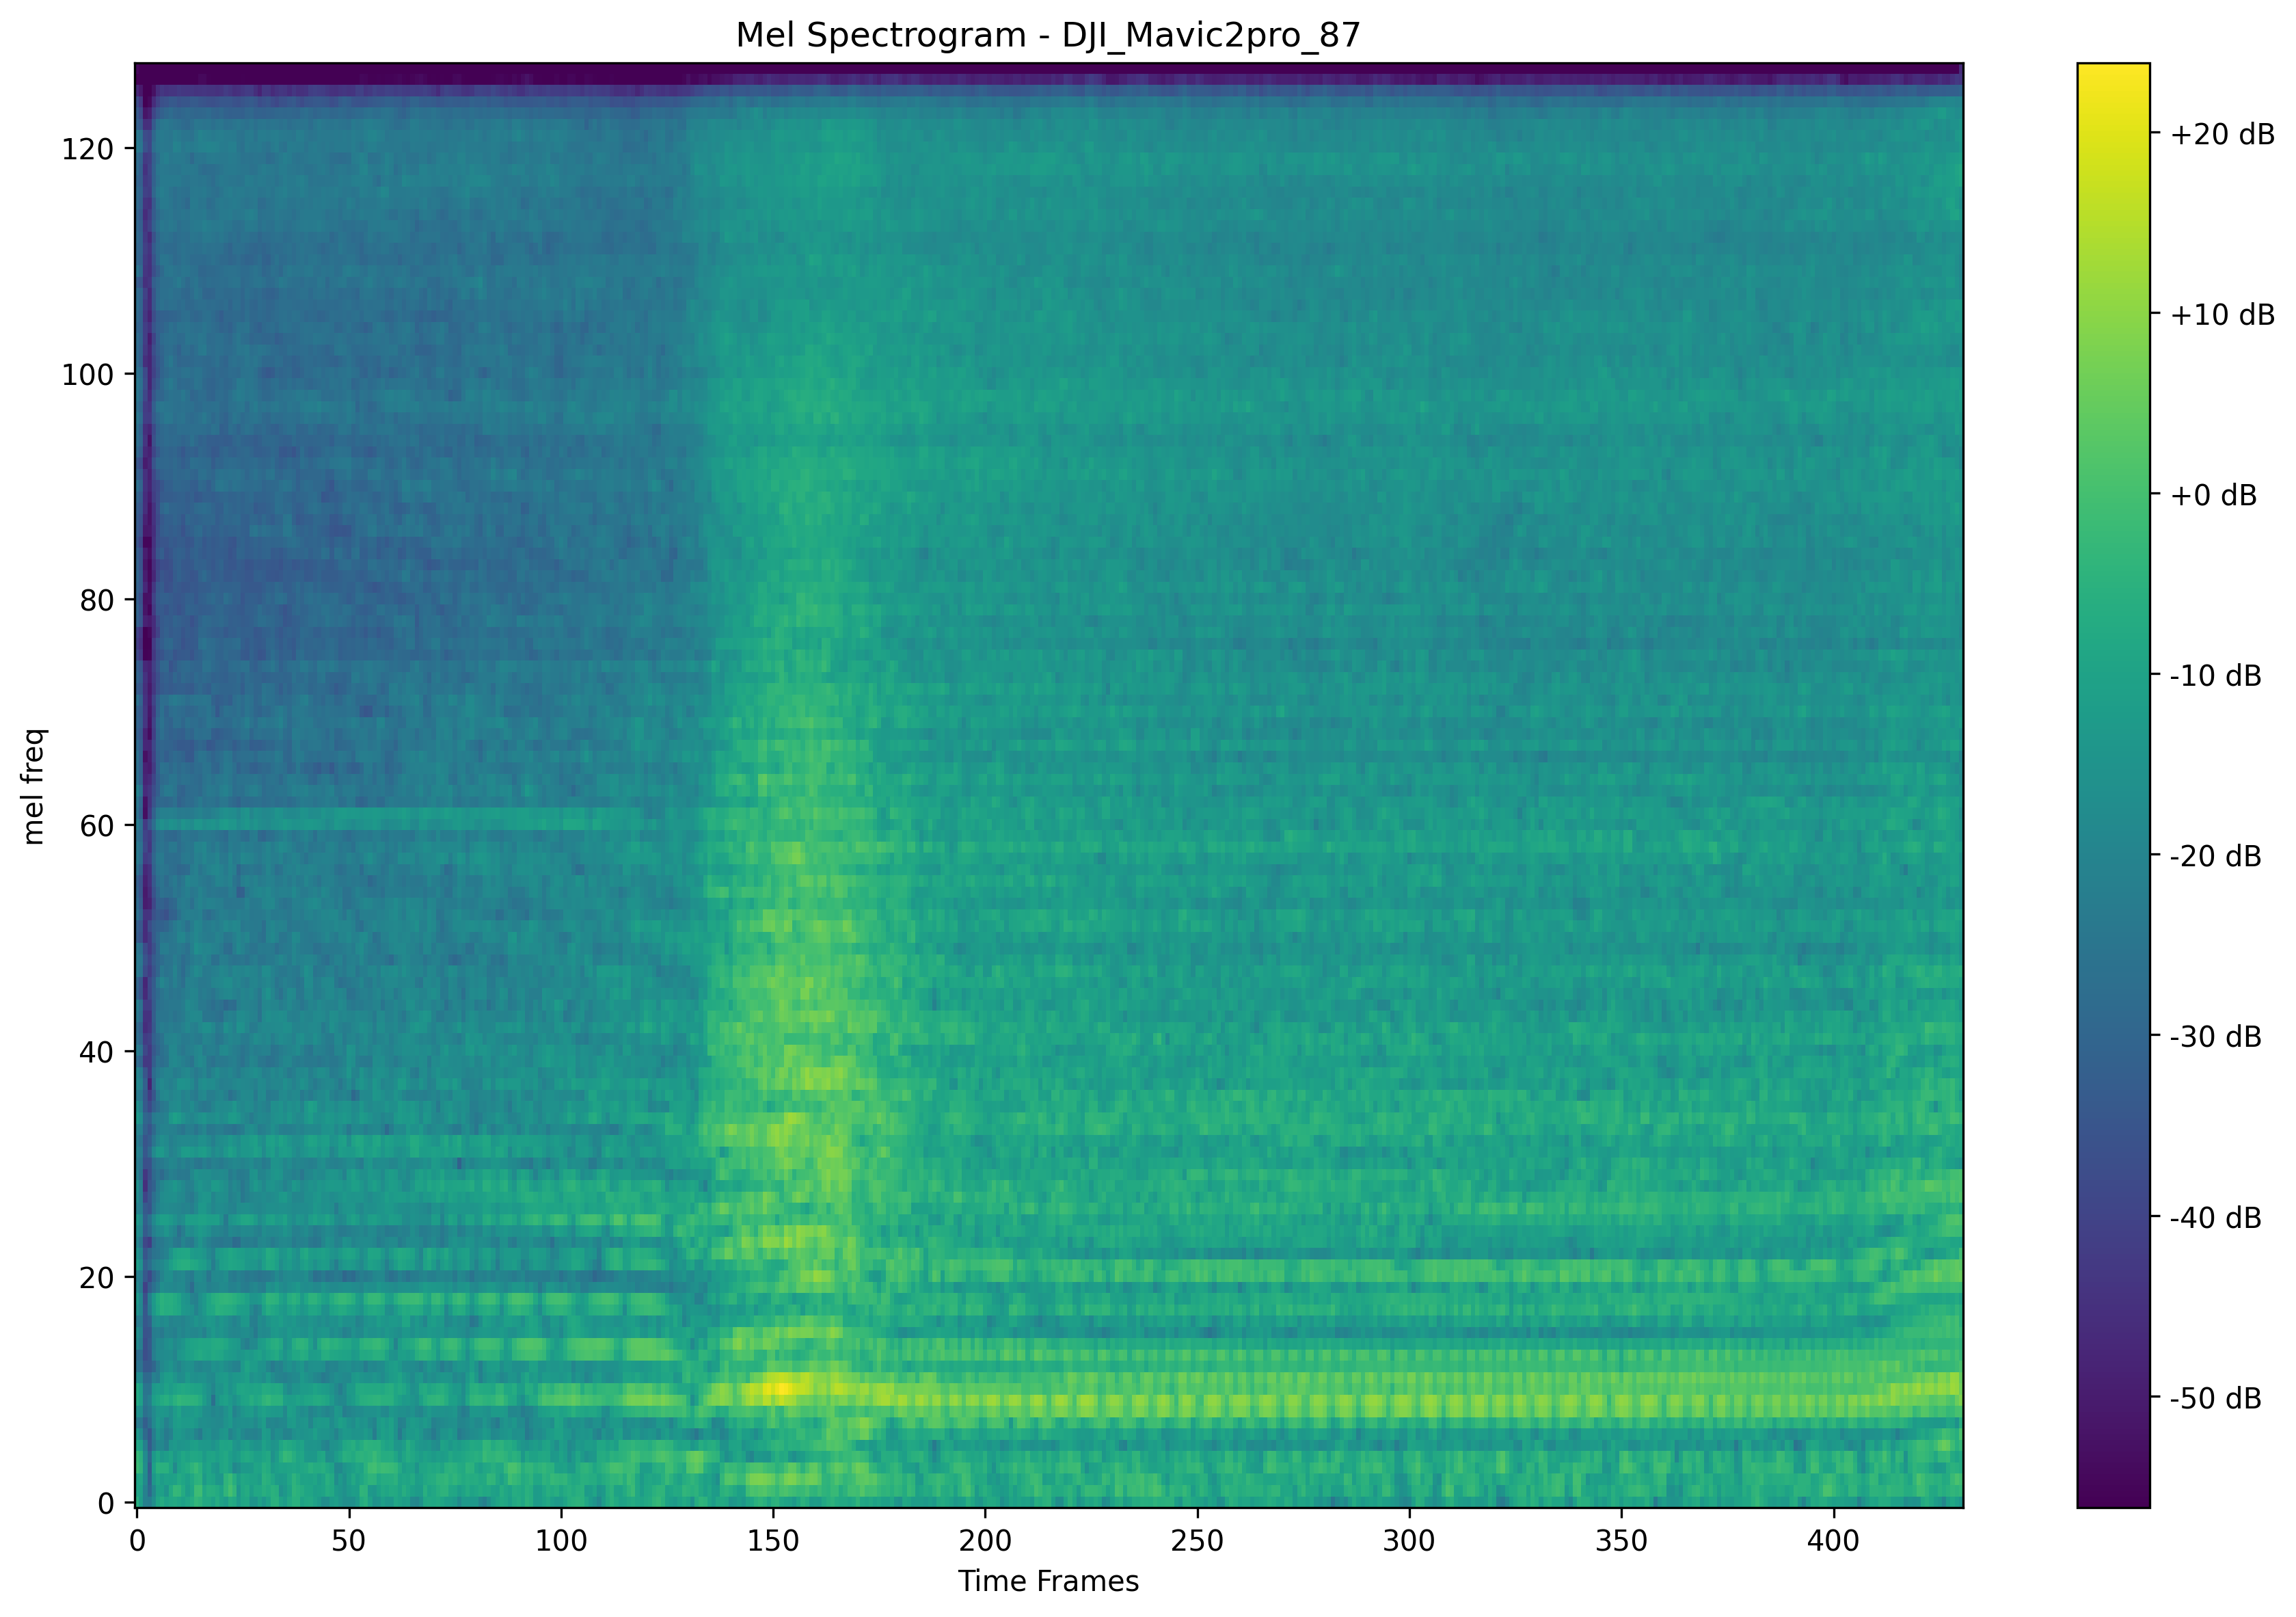 Mel Spectrogram - DJI_Mavic2pro_87
120
100
80
60
40
20
0
mel freq
0 50 100 150 200 250 300 350 400
Time Frames
+20 dB
+10 dB
+0 dB
-10 dB
-20 dB
-30 dB
-40 dB
-50 dB